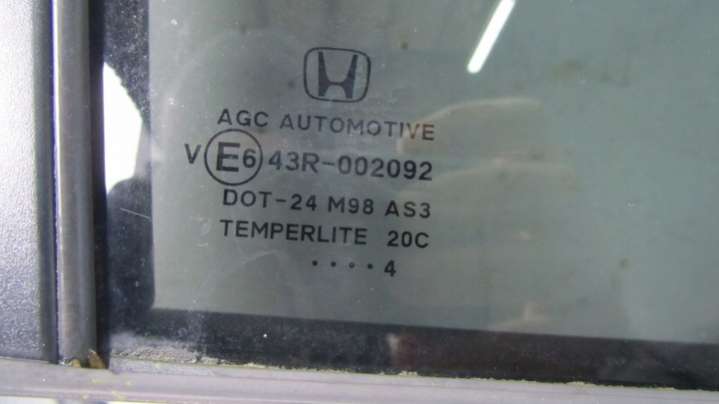 AGC AUTOMOTIVE
V E6 43R-002092
DOT-24 M98 AS3
TEMPERLITE 20C
····4